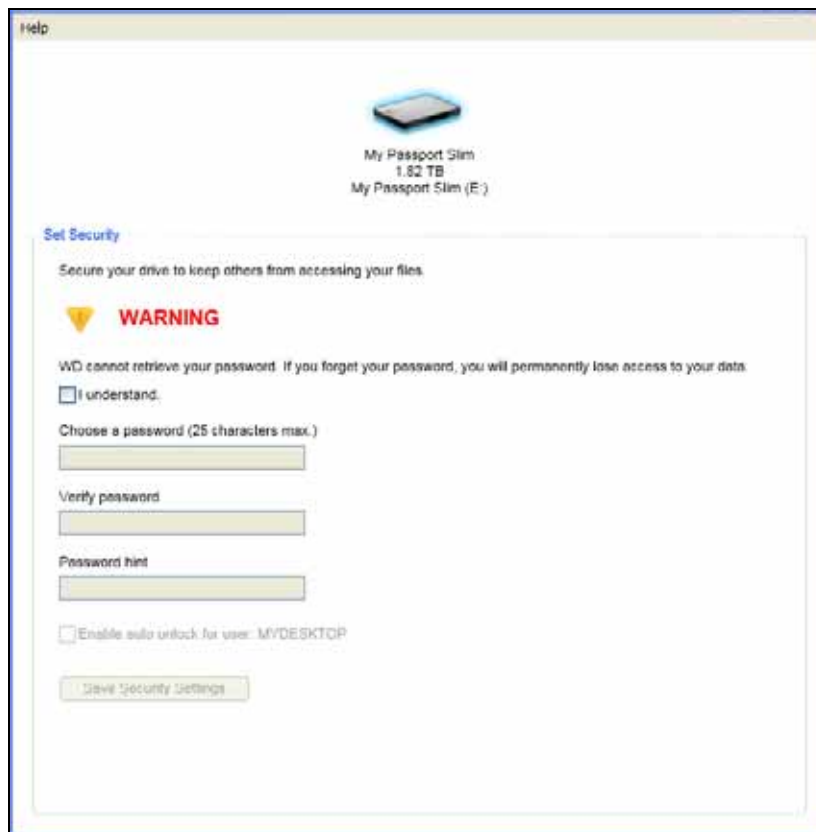 Help
My Passport Slim
1.82 TB
My Passport Slim (E:)
Set Security
Secure your drive to keep others from accessing your files.
WARNING
WD cannot retrieve your password. If you forget your password, you will permanently lose access to your data.
I understand.
Choose a password (25 characters max.)
Verify password
Password hint
Enable auto unlock for user: MYDESKTOP
Save Security Settings